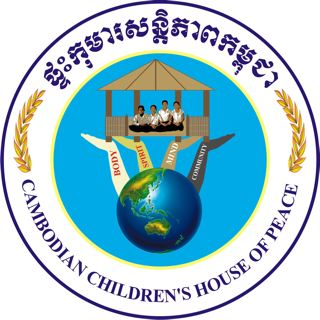 ផ្ទះកុមារសន្តិភាពកម្ពុជា
BODY
SPIRIT
MIND
COMMUNITY
CAMBODIAN CHILDREN'S HOUSE OF PEACE